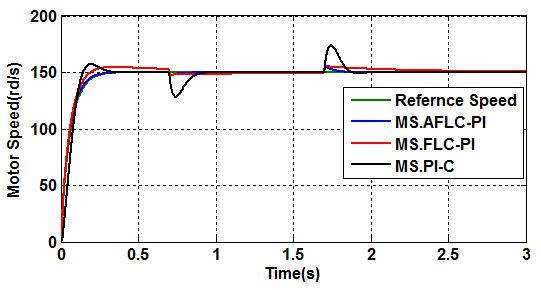 200
150
100
50
0
Motor Speed(rd/s)
Refernce Speed
MS.AFLC-PI
MS.FLC-PI
MS.PI-C
0 0.5 1 1.5 2 2.5 3
Time(s)